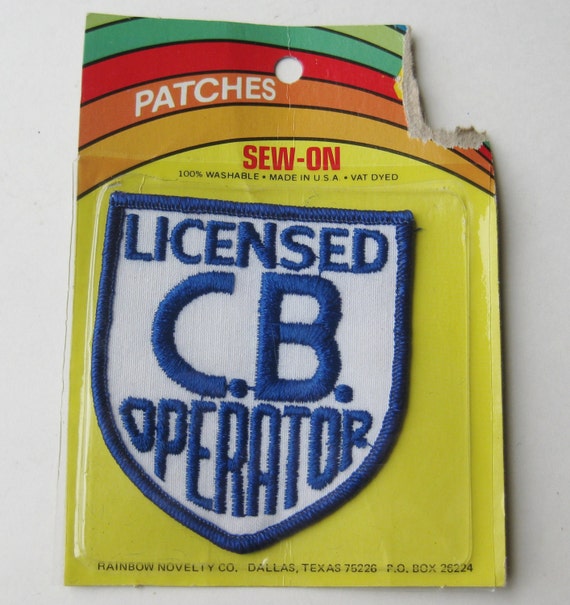 PATCHES
SEW-ON
100% WASHABLE • MADE IN U.S.A. • VAT DYED
LICENSED
C.B.
OPERATOR
RAINBOW NOVELTY CO. DALLAS, TEXAS 75226 P.O. BOX 26224